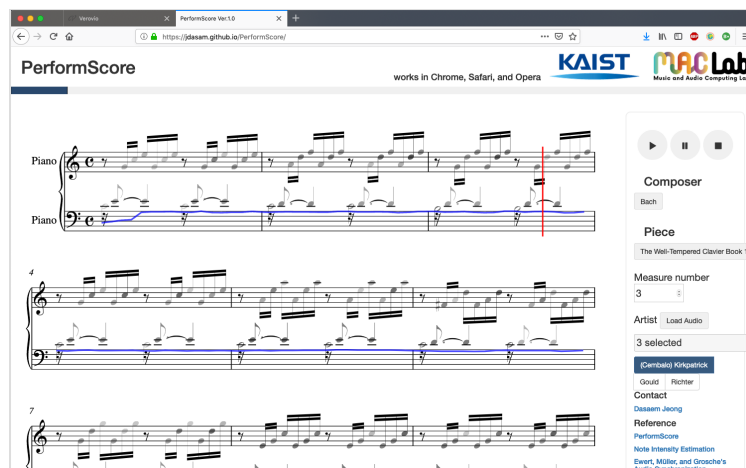 Verovio
PerformScore Ver.1.0
https://jdasam.github.io/PerformScore/
PerformScore
works in Chrome, Safari, and Opera
KAIST
MAC Lab
Music and Audio Computing La
Piano
Piano
Composer
Bach
Piece
The Well-Tempered Clavier Book
Measure number
3
Artist Load Audio
3 selected
(Cembalo) Kirkpatrick
Gould Richter
Contact
Dasaem Jeong
Reference
PerformScore
Note Intensity Estimation
Ewert, Müller, and Grosche's
Audio Synchronization
4
7